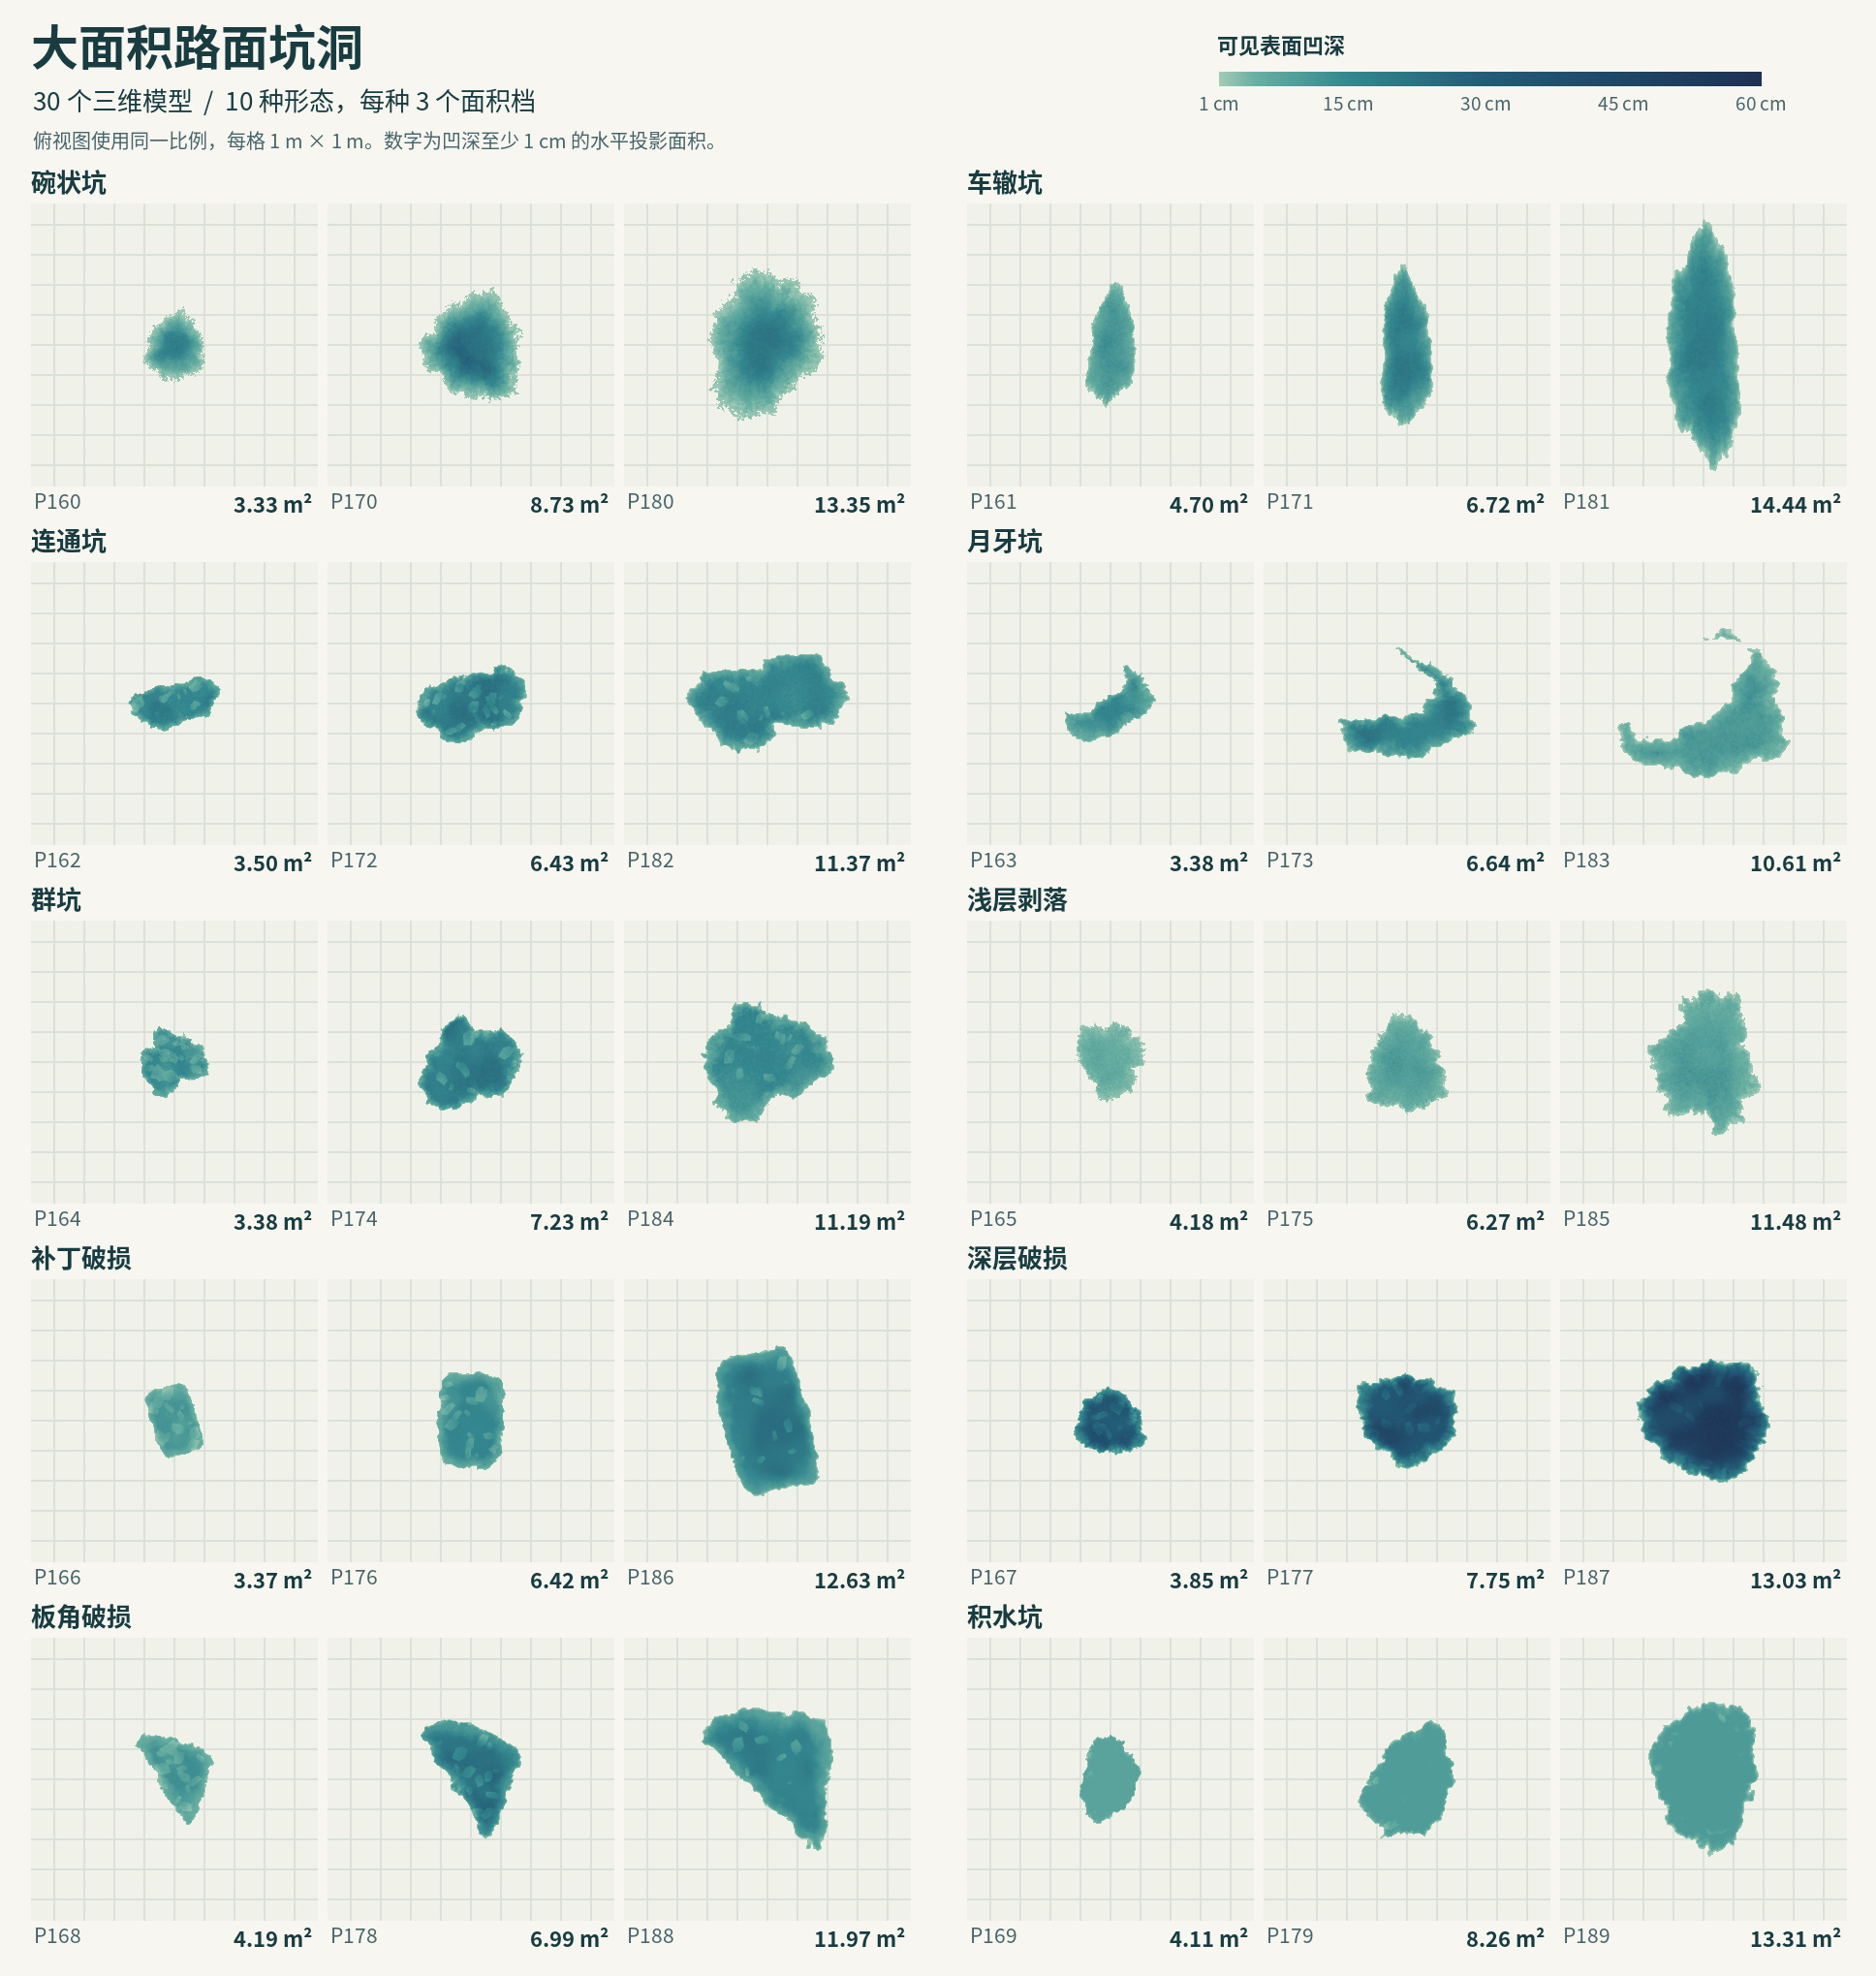 大面积路面坑洞
30 个三维模型 / 10 种形态，每种 3 个面积档
俯视图使用同一比例，每格 1 m × 1 m。数字为凹深至少 1 cm 的水平投影面积。
可见表面凹深
1 cm 15 cm 30 cm 45 cm 60 cm
碗状坑
P160 3.33 m² P170 8.73 m² P180 13.35 m²
车辙坑
P161 4.70 m² P171 6.72 m² P181 14.44 m²
连通坑
P162 3.50 m² P172 6.43 m² P182 11.37 m²
月牙坑
P163 3.38 m² P173 6.64 m² P183 10.61 m²
群坑
P164 3.38 m² P174 7.23 m² P184 11.19 m²
浅层剥落
P165 4.18 m² P175 6.27 m² P185 11.48 m²
补丁破损
P166 3.37 m² P176 6.42 m² P186 12.63 m²
深层破损
P167 3.85 m² P177 7.75 m² P187 13.03 m²
板角破损
P168 4.19 m² P178 6.99 m² P188 11.97 m²
积水坑
P169 4.11 m² P179 8.26 m² P189 13.31 m²